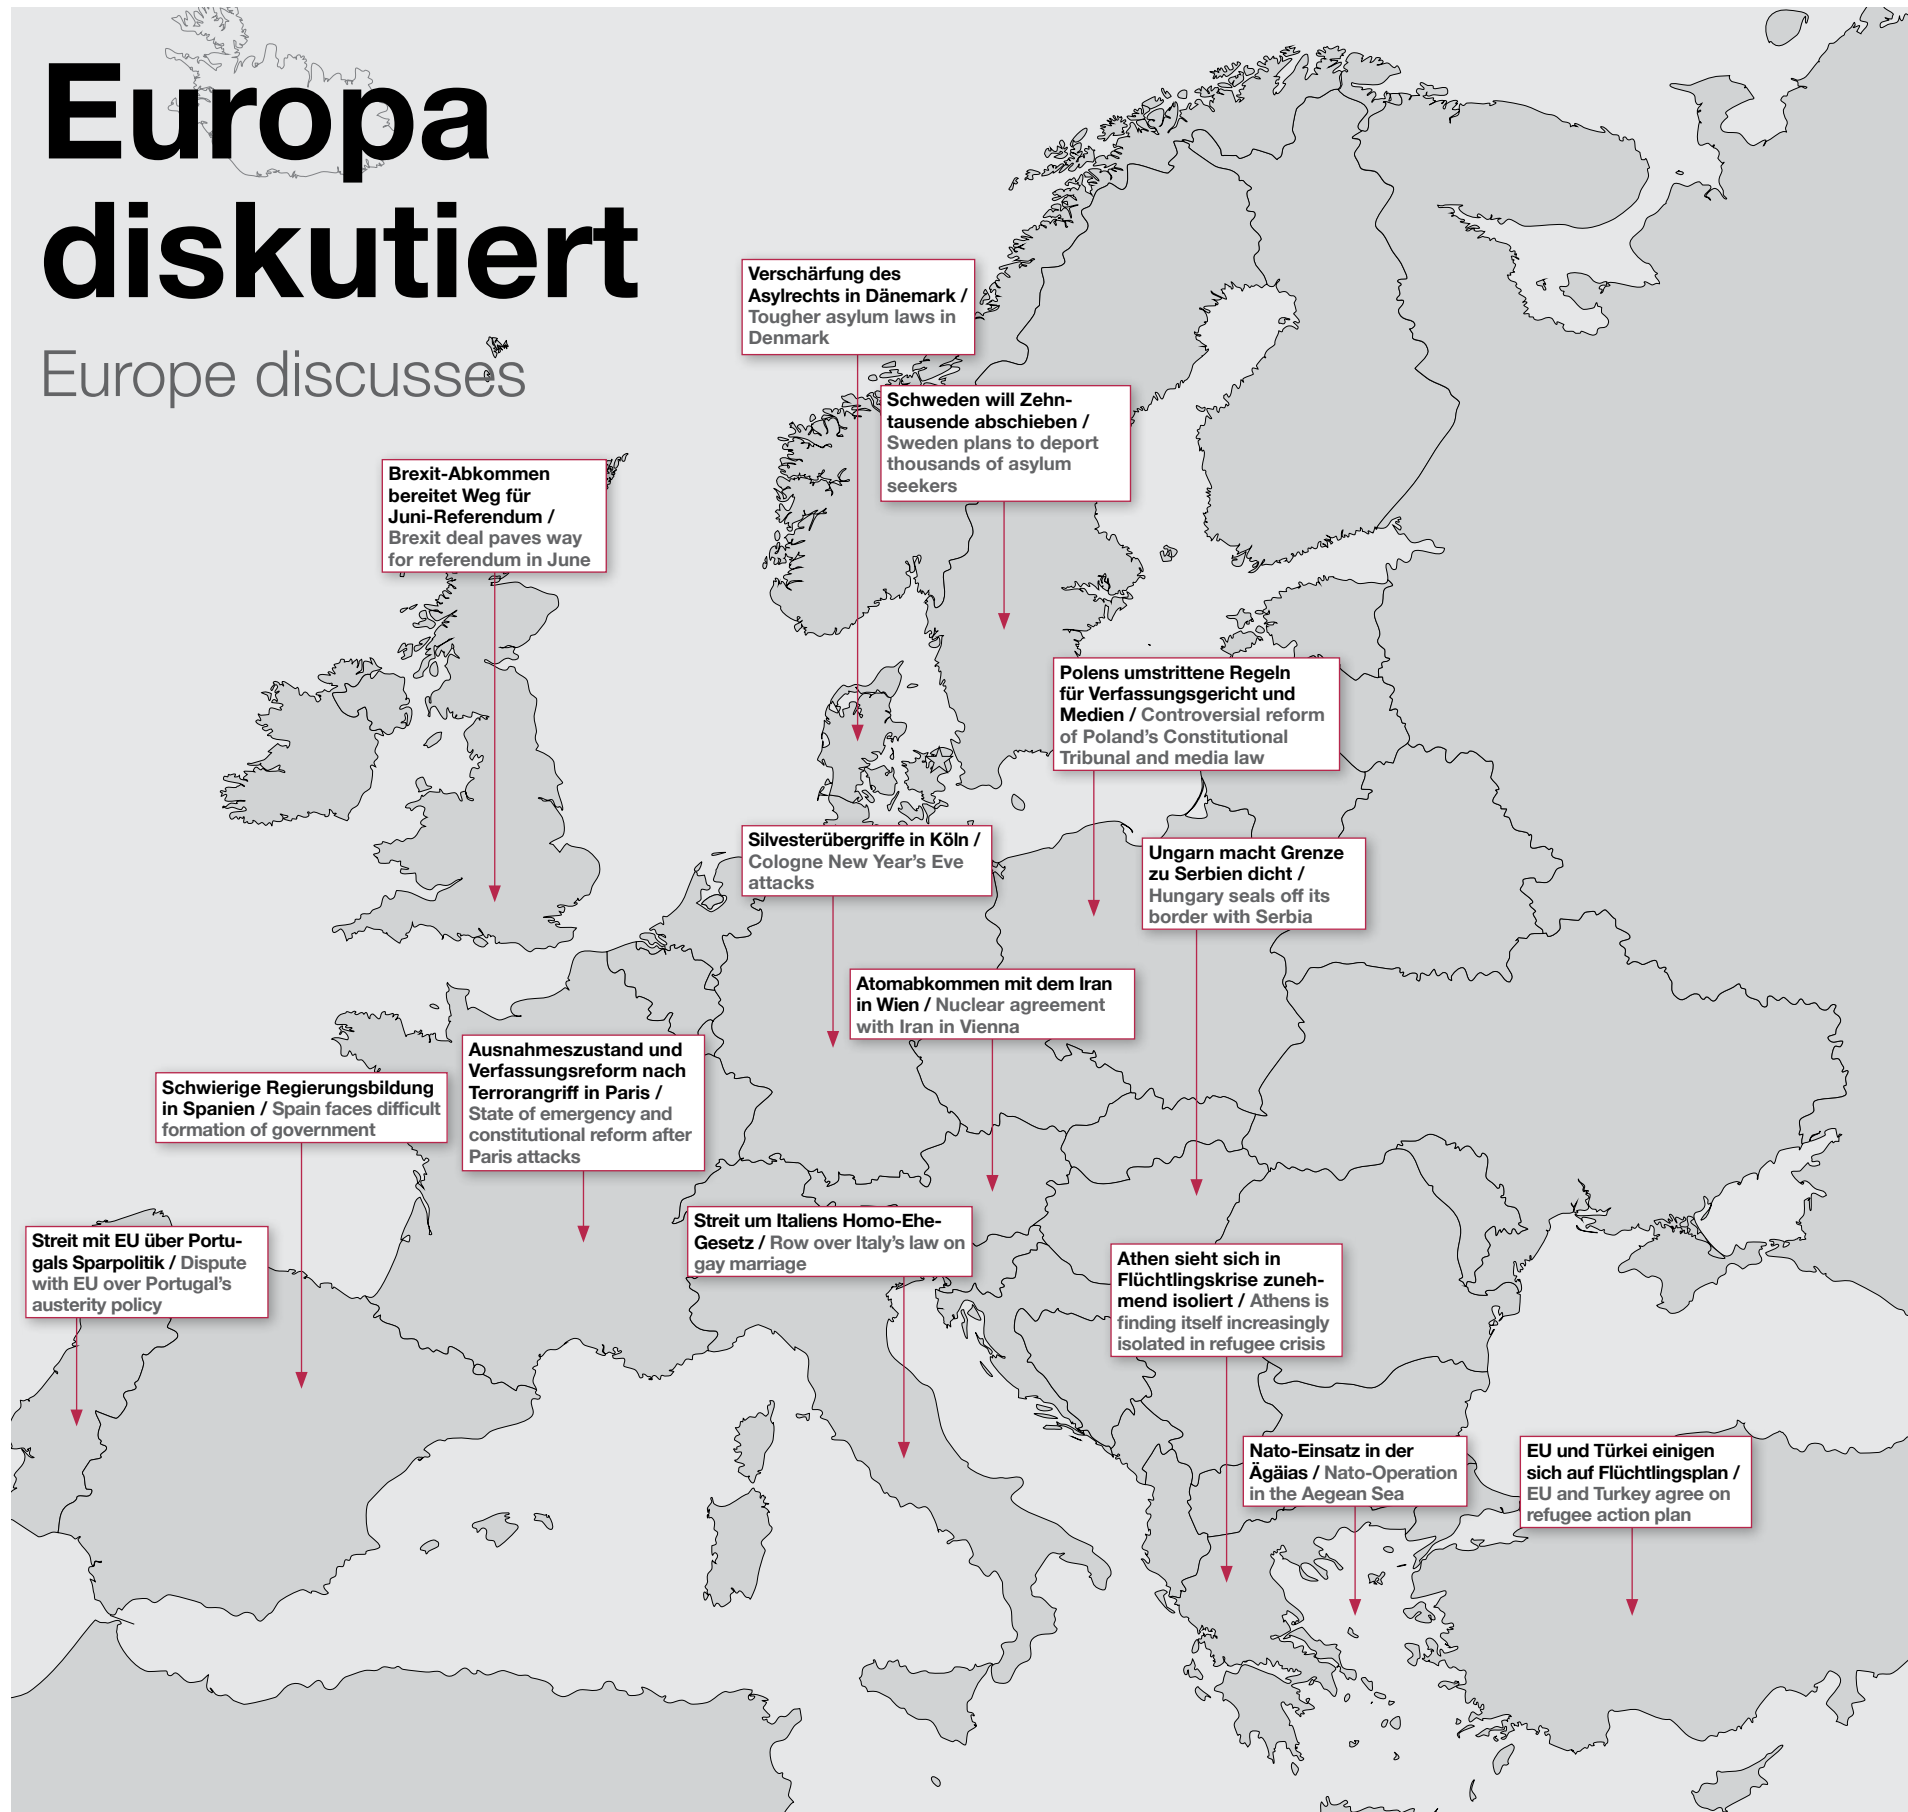 Europa
diskutiert
Europe discusses
Verschärfung des
Asylrechts in Dänemark /
Tougher asylum laws in
Denmark
Schweden will Zehn-
tausende abschieben /
Sweden plans to deport
thousands of asylum
seekers
Brexit-Abkommen
bereitet Weg für
Juni-Referendum /
Brexit deal paves way
for referendum in June
Polens umstrittene Regeln
für Verfassungsgericht und
Medien / Controversial reform
of Poland's Constitutional
Tribunal and media law
Silvesterübergriffe in Köln /
Cologne New Year's Eve
attacks
Ungarn macht Grenze
zu Serbien dicht /
Hungary seals off its
border with Serbia
Atomabkommen mit dem Iran
in Wien / Nuclear agreement
with Iran in Vienna
Ausnahmeszustand und
Verfassungsreform nach
Terrorangriff in Paris /
State of emergency and
constitutional reform after
Paris attacks
Schwierige Regierungsbildung
in Spanien / Spain faces difficult
formation of government
Streit um Italiens Homo-Ehe-
Gesetz / Row over Italy's law on
gay marriage
Streit mit EU über Portu-
gals Sparpolitik / Dispute
with EU over Portugal's
austerity policy
Athen sieht sich in
Flüchtlingskrise zuneh-
mend isoliert / Athens is
finding itself increasingly
isolated in refugee crisis
Nato-Einsatz in der
Ägäias / Nato-Operation
in the Aegean Sea
EU und Türkei einigen
sich auf Flüchtlingsplan /
EU and Turkey agree on
refugee action plan